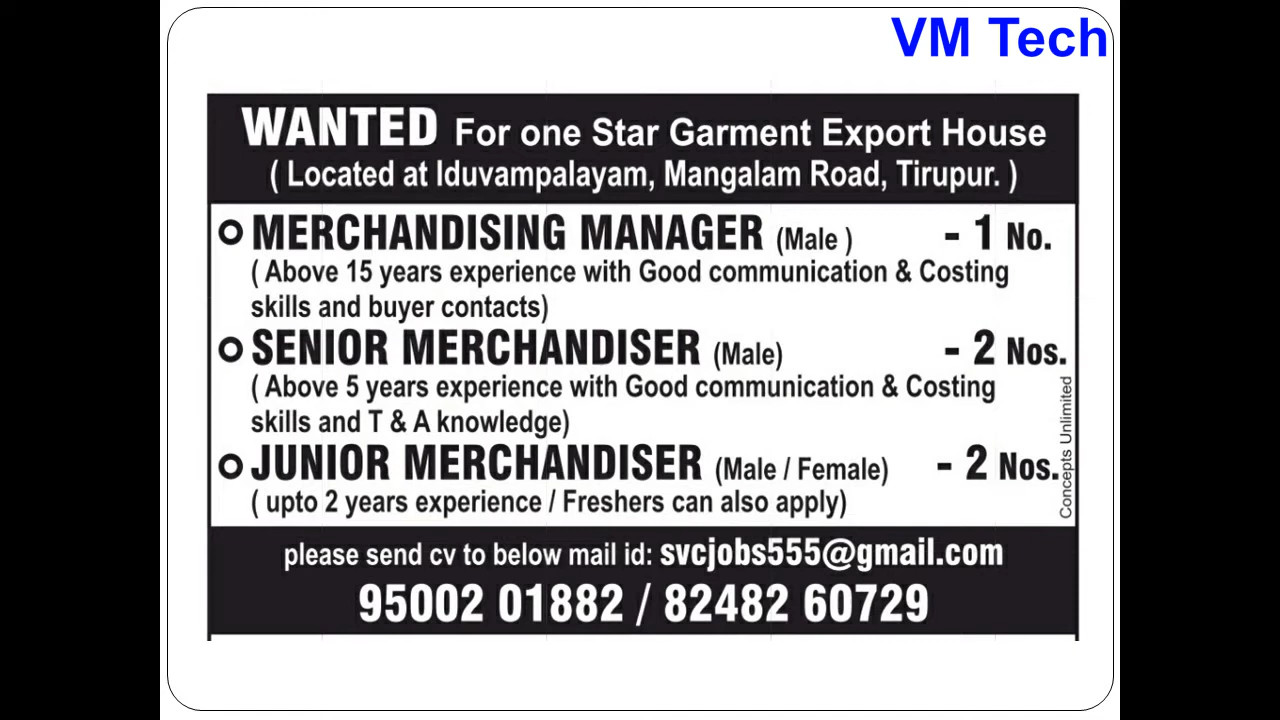 VM Tech
WANTED For one Star Garment Export House
( Located at Iduvampalayam, Mangalam Road, Tirupur. )
MERCHANDISING MANAGER (Male ) - 1 No.
( Above 15 years experience with Good communication & Costing
skills and buyer contacts)
SENIOR MERCHANDISER (Male) - 2 Nos.
( Above 5 years experience with Good communication & Costing
skills and T & A knowledge)
JUNIOR MERCHANDISER (Male / Female) - 2 Nos.
( upto 2 years experience / Freshers can also apply)
Concepts Unlimited
please send cv to below mail id: svcjobs555@gmail.com
95002 01882 / 82482 60729